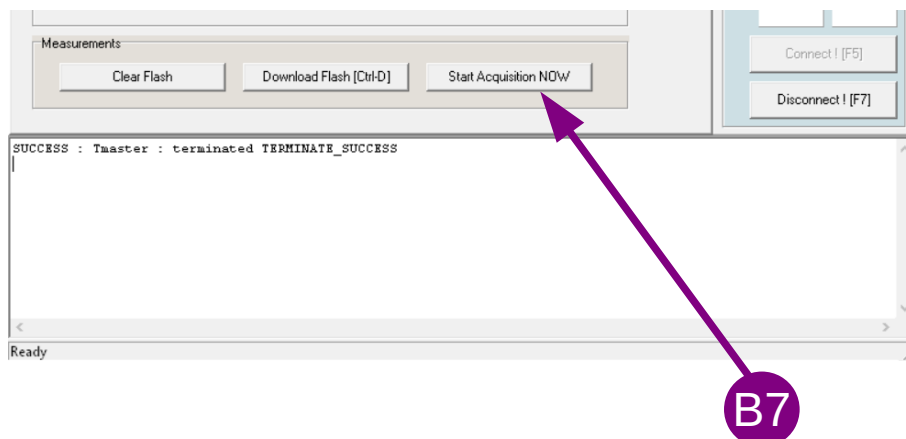 Measurements
Clear Flash
Download Flash [Ctrl-D]
Start Acquisition NOW
Connect ! [F5]
Disconnect ! [F7]
SUCCESS : Tmaster : terminated TERMINATE_SUCCESS
Ready
B7